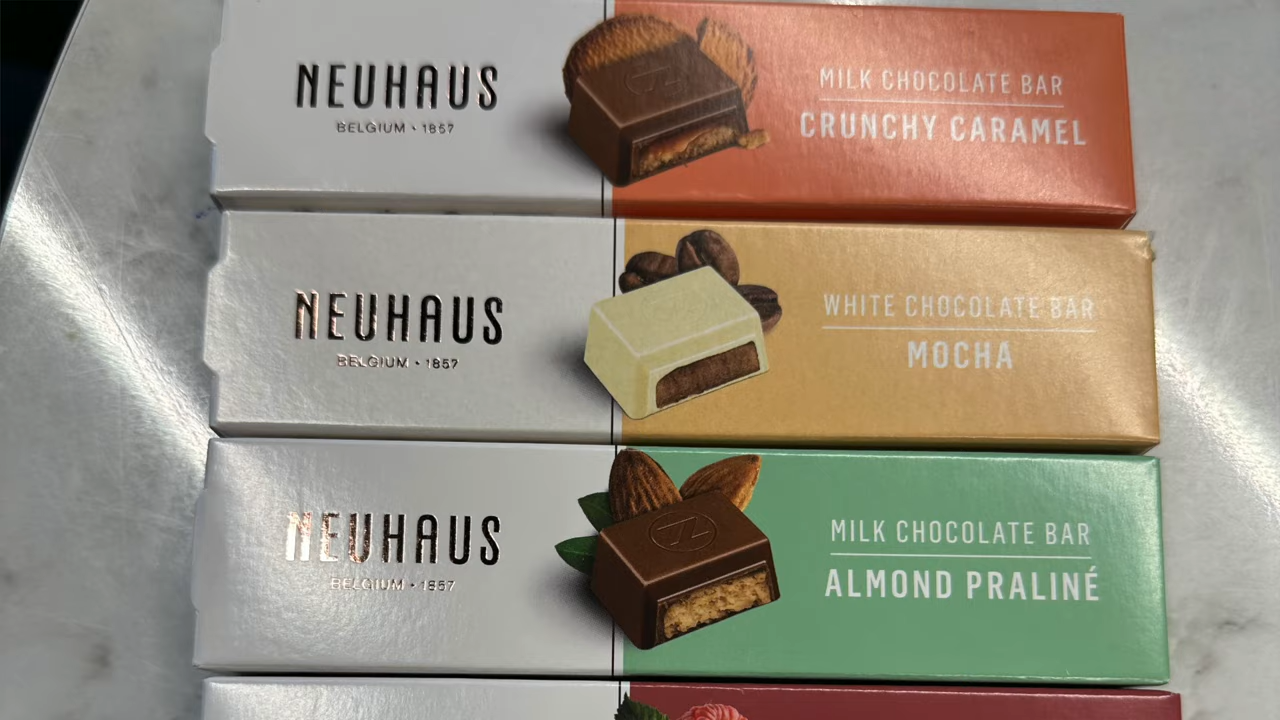 NEUHAUS
BELGIUM • 1857
MILK CHOCOLATE BAR
CRUNCHY CARAMEL
NEUHAUS
BELGIUM • 1857
WHITE CHOCOLATE BAR
MOCHA
NEUHAUS
BELGIUM • 1857
MILK CHOCOLATE BAR
ALMOND PRALINÉ